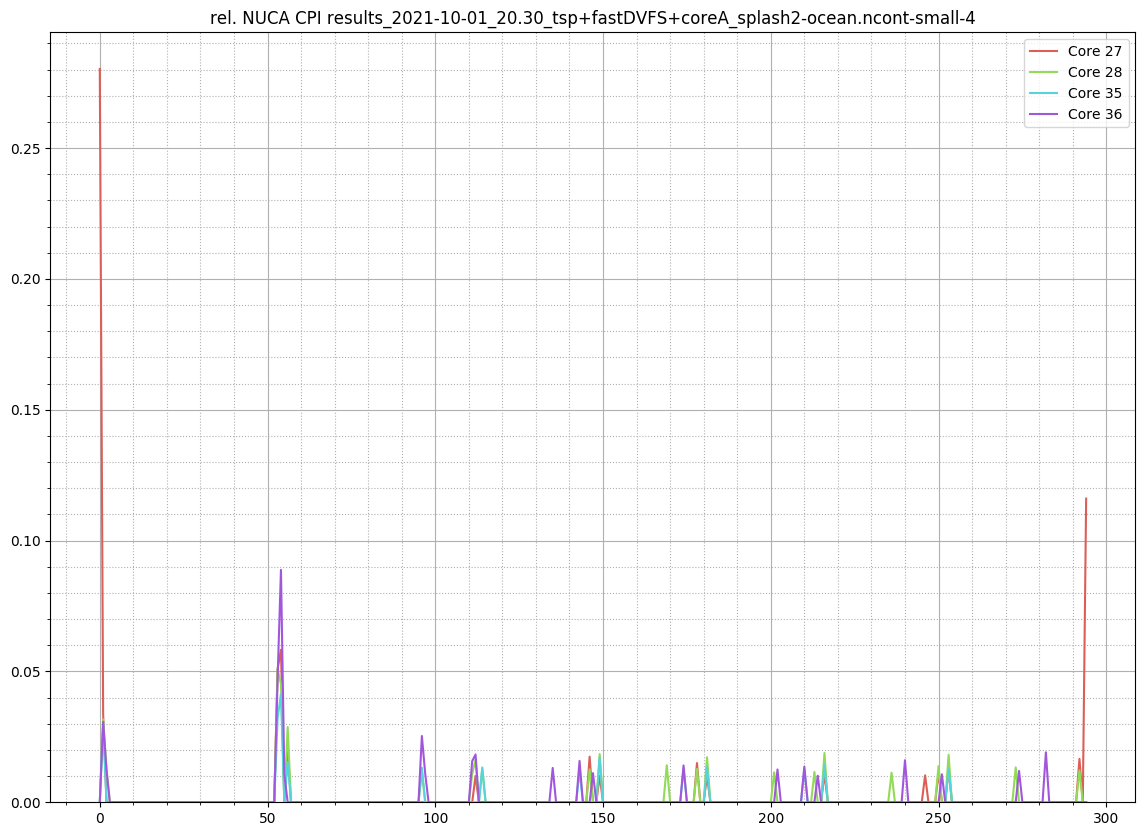 rel. NUCA CPI results_2021-10-01_20.30_tsp+fastDVFS+coreA_splash2-ocean.ncont-small-4
Core 27
Core 28
Core 35
Core 36
0.25
0.20
0.15
0.10
0.05
0.00
0 50 100 150 200 250 300